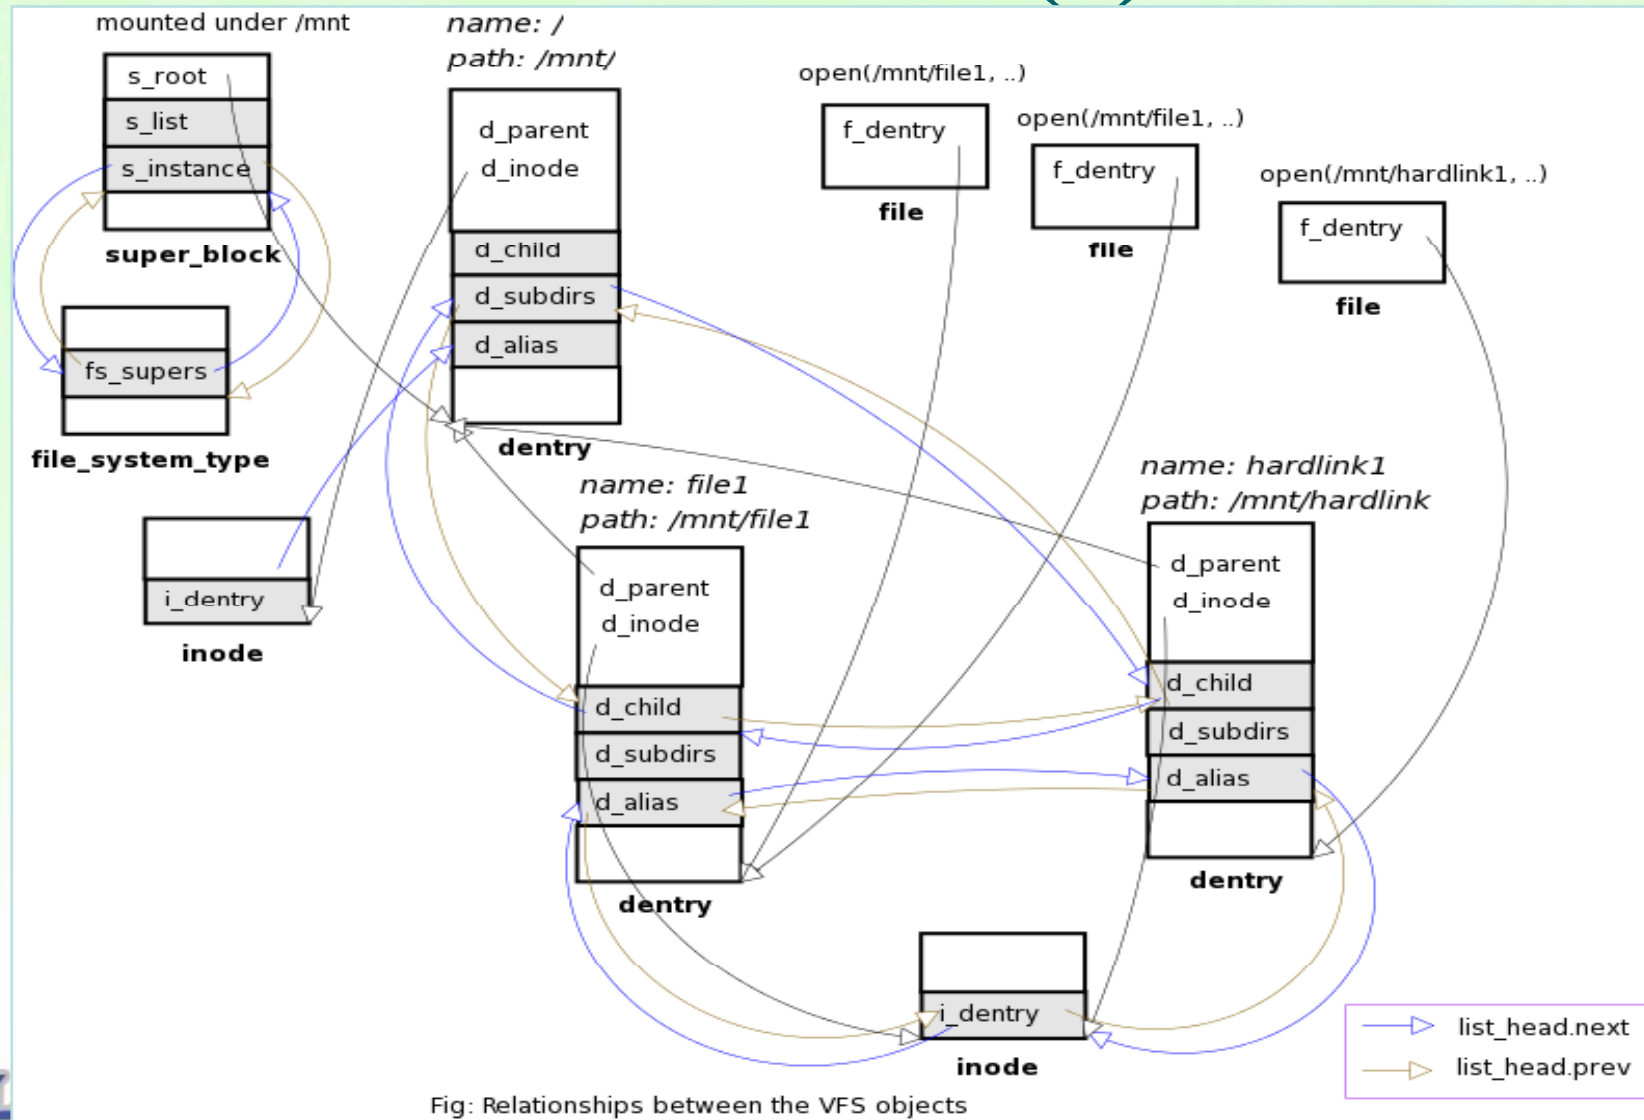 mounted under /mnt
s_root
s_list
s_instance
super_block
fs_supers
file_system_type
i_dentry
inode
name: /
path: /mnt/
d_parent
d_inode
d_child
d_subdirs
d_alias
dentry
open(/mnt/file1, ..)
f_dentry
file
open(/mnt/file1, ..)
f_dentry
file
open(/mnt/hardlink1, ..)
f_dentry
file
name: file1
path: /mnt/file1
d_parent
d_inode
d_child
d_subdirs
d_alias
dentry
name: hardlink1
path: /mnt/hardlink
d_parent
d_inode
d_child
d_subdirs
d_alias
dentry
i_dentry
inode
list_head.next
list_head.prev
Fig: Relationships between the VFS objects